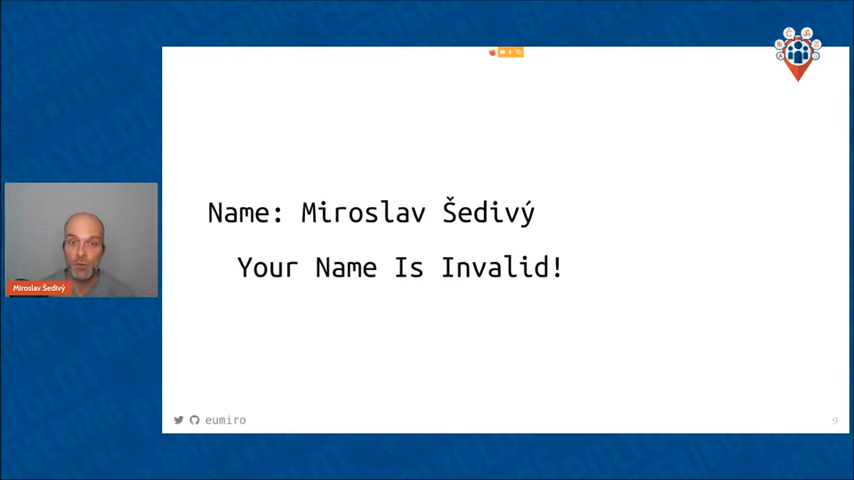 Name: Miroslav Šedivý
Your Name Is Invalid!
Miroslav Šedivý
eumiro
9